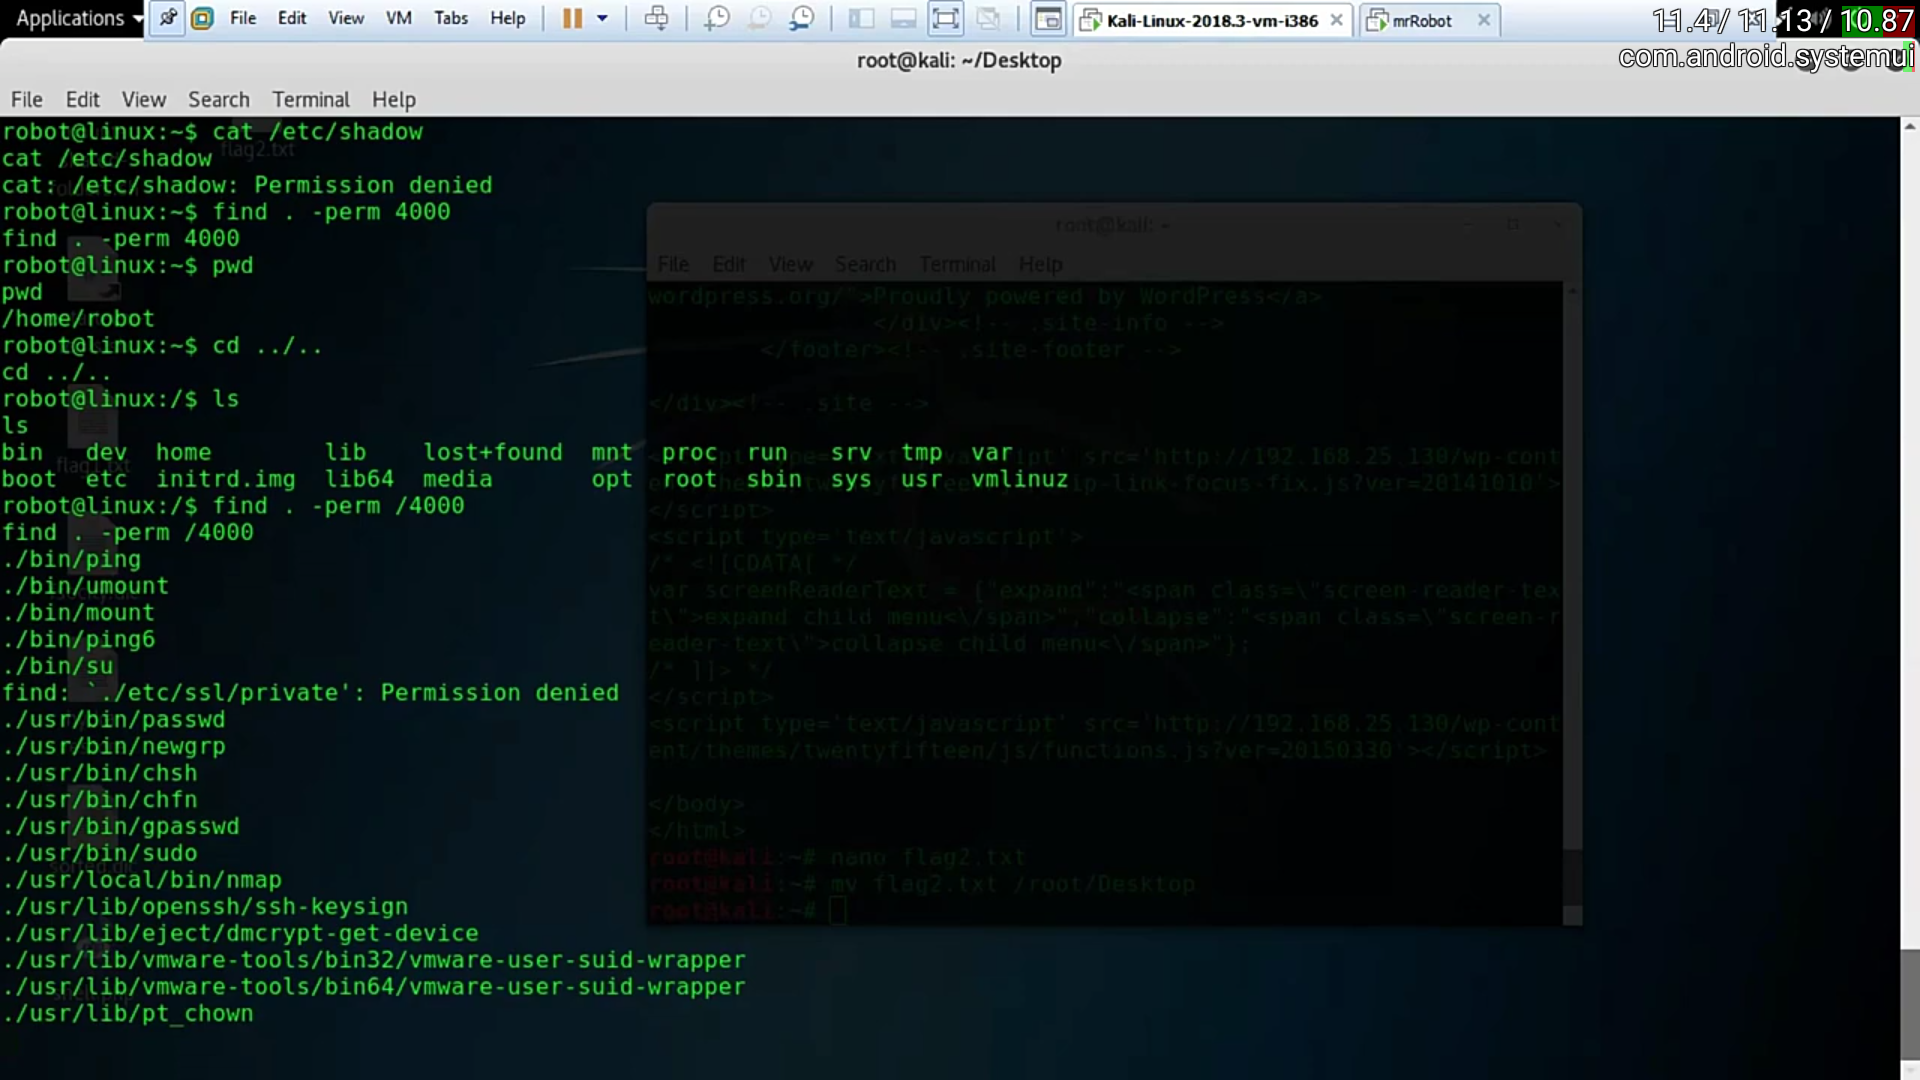 Applications
File Edit View VM Tabs Help
Kali-Linux-2018.3-vm-i386
mrRobot
11.4 / 11.13 / 10.87
com.android.systemui
root@kali: ~/Desktop
File Edit View Search Terminal Help
robot@linux:~$ cat /etc/shadow
cat /etc/shadow
cat: /etc/shadow: Permission denied
robot@linux:~$ find . -perm 4000
find . -perm 4000
robot@linux:~$ pwd
pwd
/home/robot
robot@linux:~$ cd ../..
cd ../..
robot@linux:/$ ls
ls
bin dev home lib lost+found mnt proc run srv tmp var
boot etc initrd.img lib64 media opt root sbin sys usr vmlinuz
robot@linux:/$ find . -perm /4000
find . -perm /4000
./bin/ping
./bin/umount
./bin/mount
./bin/ping6
./bin/su
find: `./etc/ssl/private': Permission denied
./usr/bin/passwd
./usr/bin/newgrp
./usr/bin/chsh
./usr/bin/chfn
./usr/bin/gpasswd
./usr/bin/sudo
./usr/local/bin/nmap
./usr/lib/openssh/ssh-keysign
./usr/lib/eject/dmcrypt-get-device
./usr/lib/vmware-tools/bin32/vmware-user-suid-wrapper
./usr/lib/vmware-tools/bin64/vmware-user-suid-wrapper
./usr/lib/pt_chown
flag2.txt
flag1.txt
root@kali: ~
File Edit View Search Terminal Help
wordpress.org/">Proudly powered by WordPress</a>
</div><!-- .site-info -->
</footer><!-- .site-footer -->
</div><!-- .site -->
src='http://192.168.25.130/wp-cont
-link-focus-fix.js?ver=20141010'>
</script>
<script type='text/javascript'>
/* <![CDATA[ */
var screenReaderText = {"expand":"<span class=\"screen-reader-tex
t\">expand child menu<\/span>","collapse":"<span class=\"screen-r
eader-text\">collapse child menu<\/span>"};
/* ]]> */
</script>
<script type='text/javascript' src='http://192.168.25.130/wp-cont
ent/themes/twentyfifteen/js/functions.js?ver=20150330'></script>
</body>
</html>
root@kali:~# nano flag2.txt
root@kali:~# mv flag2.txt /root/Desktop
root@kali:~#